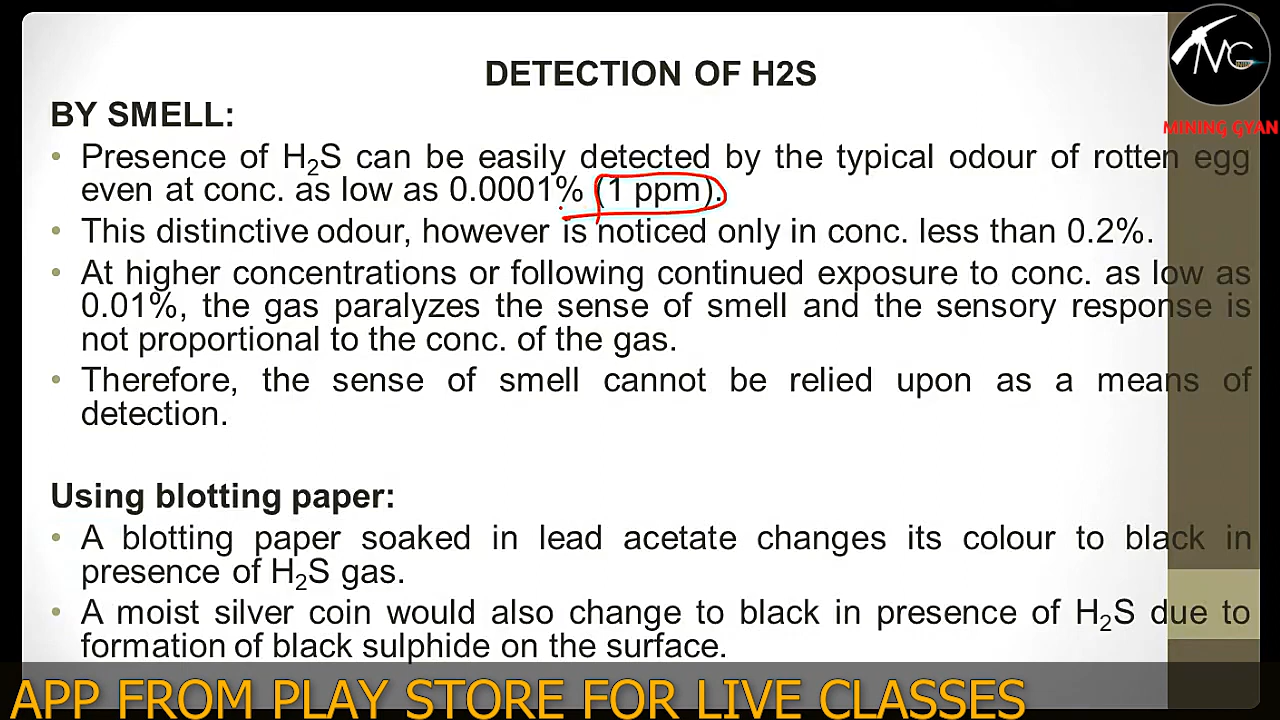 DETECTION OF H2S
BY SMELL:
• Presence of H₂S can be easily detected by the typical odour of rotten egg
even at conc. as low as 0.0001% (1 ppm).
• This distinctive odour, however is noticed only in conc. less than 0.2%.
• At higher concentrations or following continued exposure to conc. as low as
0.01%, the gas paralyzes the sense of smell and the sensory response is
not proportional to the conc. of the gas.
• Therefore, the sense of smell cannot be relied upon as a means of
detection.
Using blotting paper:
• A blotting paper soaked in lead acetate changes its colour to black in
presence of H₂S gas.
• A moist silver coin would also change to black in presence of H₂S due to
formation of black sulphide on the surface.
MG
MINING GYAN
APP FROM PLAY STORE FOR LIVE CLASSES